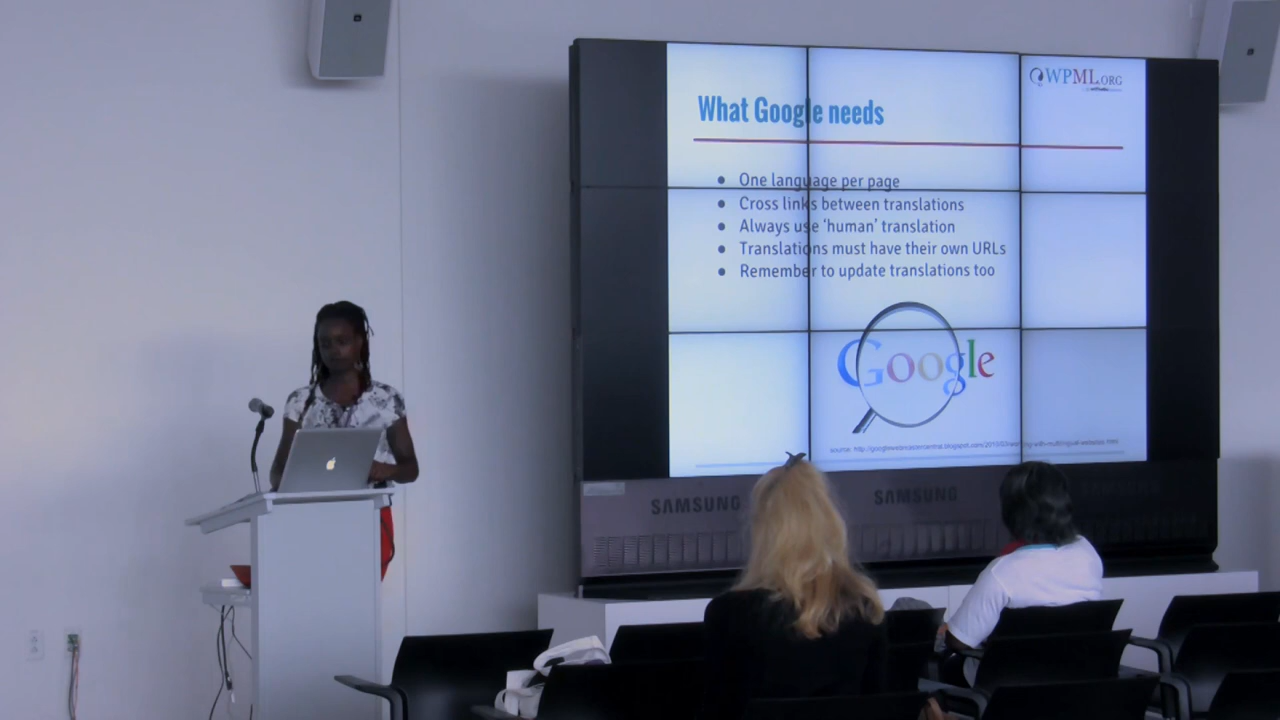 WPML.ORG
What Google needs
● One language per page
● Cross links between translations
● Always use ‘human’ translation
● Translations must have their own URLs
● Remember to update translations too
Google
SAMSUNG
SAMSUNG